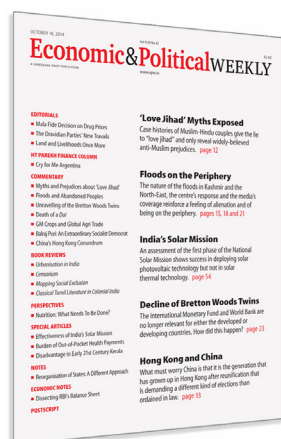 OCTOBER 18, 2014
Economic&PoliticalWEEKLY
A SAMEEKSHA TRUST PUBLICATION
www.epw.in
EDITORIALS
Mala Fide Decision on Drug Prices
The Dravidian Parties' New Travails
Land and Livelihoods Once More
HT PAREKH FINANCE COLUMN
Cry for Me Argentina
COMMENTARY
Myths and Prejudices about 'Love Jihad'
Floods and Abandoned Peoples
Unravelling of the Bretton Woods Twins
Death of a Dai
GM Crops and Global Agri Trade
Balraj Puri: An Extraordinary Socialist Democrat
China's Hong Kong Conundrum
BOOK REVIEWS
Urbanisation in India
Cemonium
Mapping Social Exclusion
Classical Tamil Literature in Colonial India
PERSPECTIVES
Nutrition: What Needs To Be Done?
SPECIAL ARTICLES
Effectiveness of India's Solar Mission
Burden of Out-of-Pocket Health Payments
Disadvantage in Early 21st Century Kerala
NOTES
Reorganisation of States: A Different Approach
ECONOMIC NOTES
Dissecting RBI's Balance Sheet
POSTSCRIPT
'Love Jihad' Myths Exposed
Case histories of Muslim-Hindu couples give the lie
to "love jihad" and only reveal widely-believed
anti-Muslim prejudices. page 12
Floods on the Periphery
The nature of the floods in Kashmir and the
North-East, the centre's response and the media's
coverage reinforce a feeling of alienation and of
being on the periphery. pages 15, 18 and 21
India's Solar Mission
An assessment of the first phase of the National
Solar Mission shows success in deploying solar
photovoltaic technology but not in solar
thermal technology. page 54
Decline of Bretton Woods Twins
The International Monetary Fund and World Bank are
no longer relevant for either the developed or
developing countries. How did this happen? page 23
Hong Kong and China
What must worry China is that it is the generation that
has grown up in Hong Kong after reunification that
is demanding a different kind of elections than
ordained in law. page 33